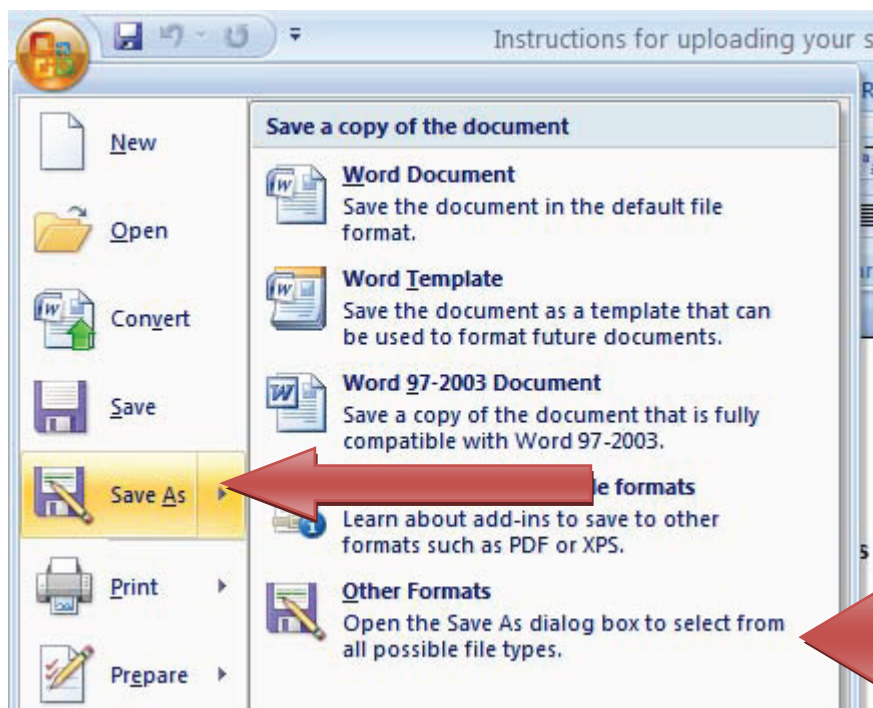 Instructions for uploading your s
New
Open
Convert
Save
Save As
Print
Prepare
Save a copy of the document
Word Document
Save the document in the default file
format.
Word Template
Save the document as a template that can
be used to format future documents.
Word 97-2003 Document
Save a copy of the document that is fully
compatible with Word 97-2003.
formats
Learn about add-ins to save to other
formats such as PDF or XPS.
Other Formats
Open the Save As dialog box to select from
all possible file types.